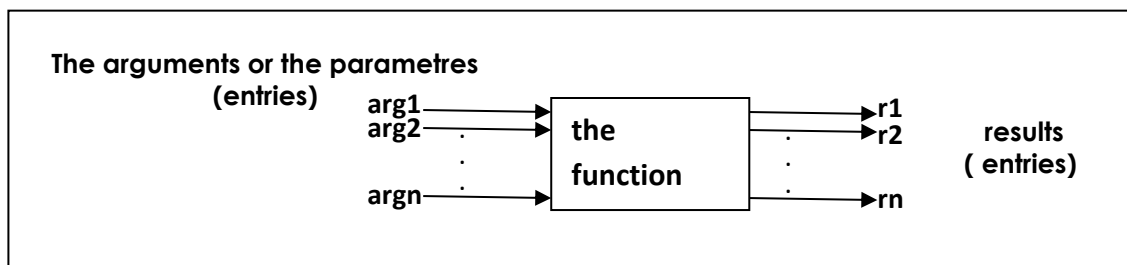 The arguments or the parametres
(entries)
arg1
arg2
.
.
.
argn
the
function
r1
r2
.
.
.
rn
results
( entries)